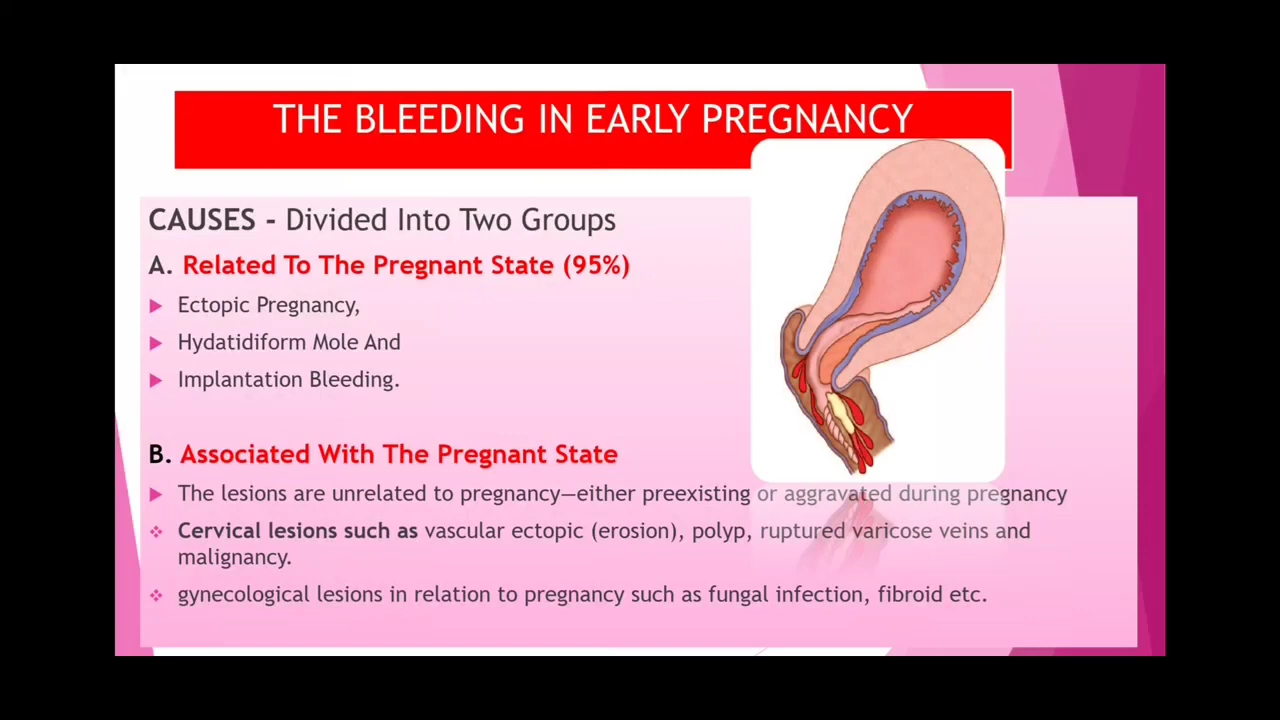 THE BLEEDING IN EARLY PREGNANCY
CAUSES - Divided Into Two Groups
A. Related To The Pregnant State (95%)
Ectopic Pregnancy,
Hydatidiform Mole And
Implantation Bleeding.
B. Associated With The Pregnant State
The lesions are unrelated to pregnancy—either preexisting or aggravated during pregnancy
Cervical lesions such as vascular ectopic (erosion), polyp, ruptured varicose veins and
malignancy.
gynecological lesions in relation to pregnancy such as fungal infection, fibroid etc.